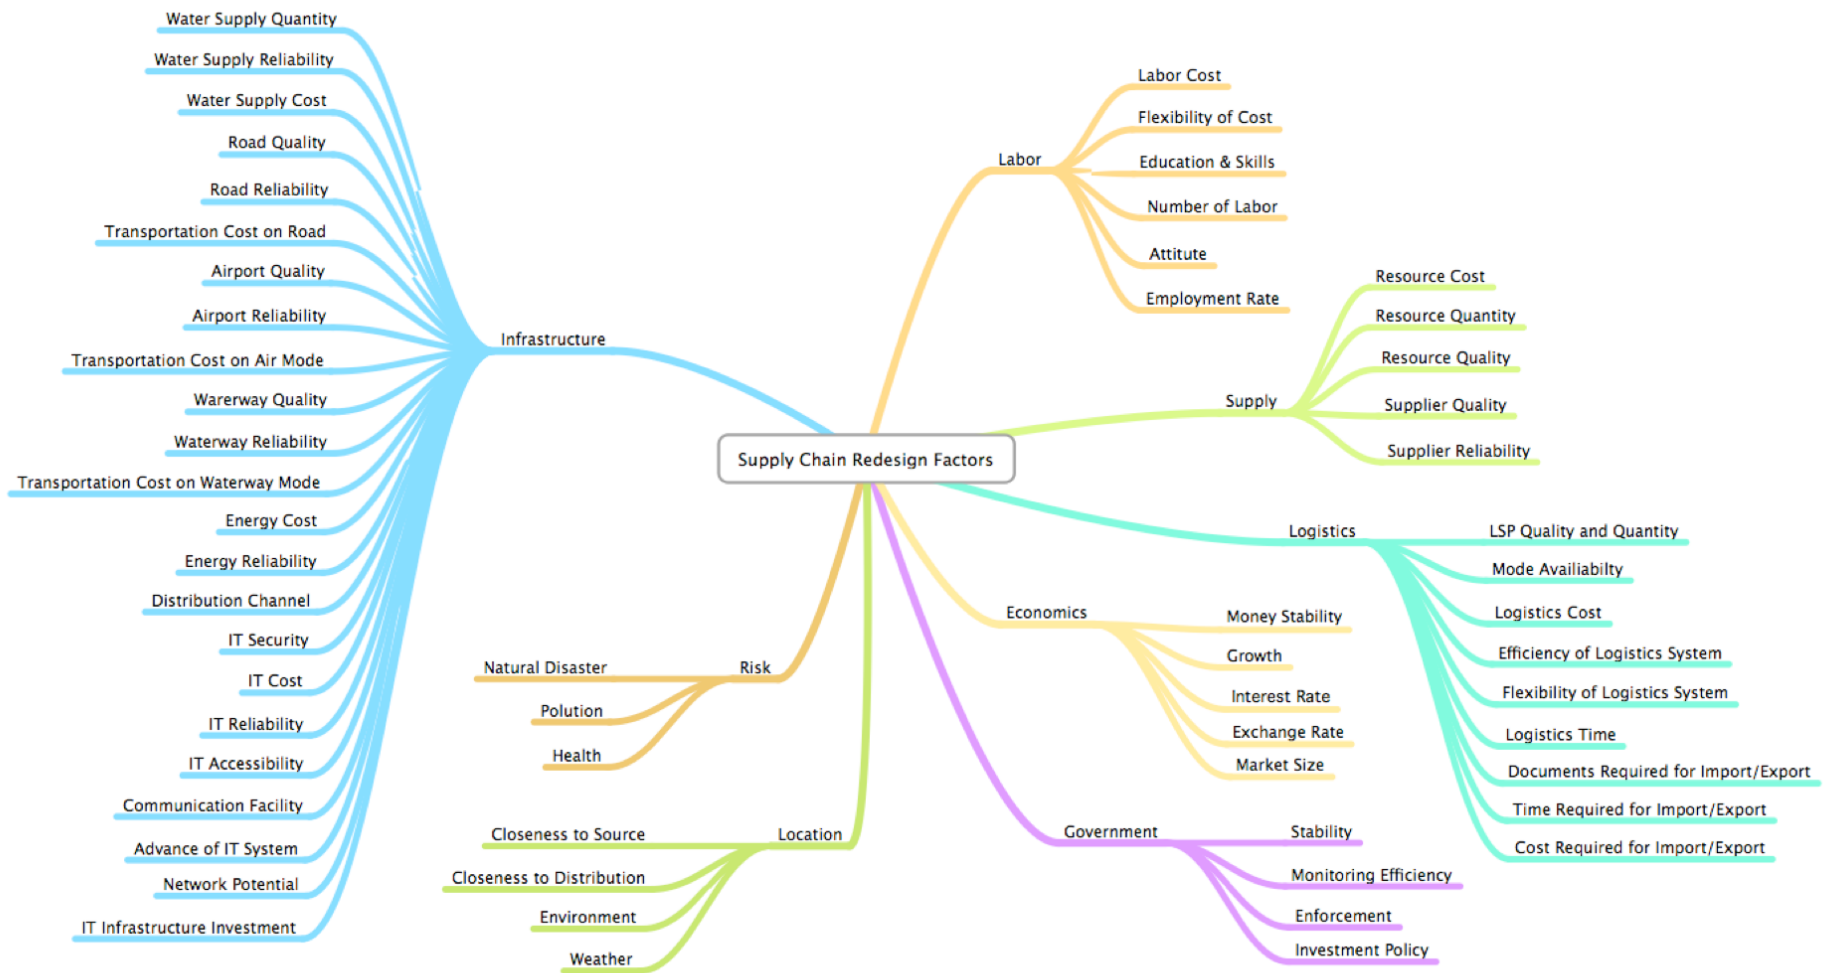 Water Supply Quantity
Water Supply Reliability
Water Supply Cost
Road Quality
Road Reliability
Transportation Cost on Road
Airport Quality
Airport Reliability
Transportation Cost on Air Mode
Warerway Quality
Waterway Reliability
Transportation Cost on Waterway Mode
Energy Cost
Energy Reliability
Distribution Channel
IT Security
IT Cost
IT Reliability
IT Accessibility
Communication Facility
Advance of IT System
Network Potential
IT Infrastructure Investment
Infrastructure
Supply Chain Redesign Factors
Labor
Labor Cost
Flexibility of Cost
Education & Skills
Number of Labor
Attitute
Employment Rate
Supply
Resource Cost
Resource Quantity
Resource Quality
Supplier Quality
Supplier Reliability
Logistics
LSP Quality and Quantity
Mode Availiabilty
Logistics Cost
Efficiency of Logistics System
Flexibility of Logistics System
Logistics Time
Documents Required for Import/Export
Time Required for Import/Export
Cost Required for Import/Export
Economics
Money Stability
Growth
Interest Rate
Exchange Rate
Market Size
Government
Stability
Monitoring Efficiency
Enforcement
Investment Policy
Risk
Natural Disaster
Polution
Health
Location
Closeness to Source
Closeness to Distribution
Environment
Weather